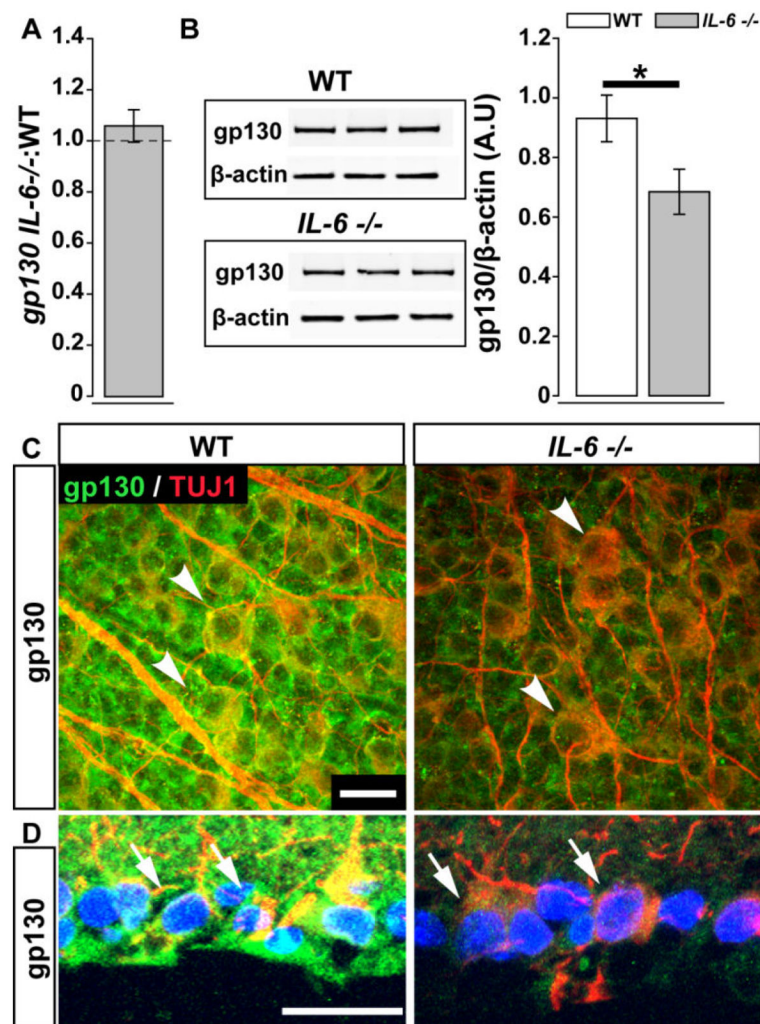 A
gp130 IL-6-/-:WT
1.4
1.2
1.0
0.8
0.6
0.4
0.2
0
B
WT
gp130
β-actin
IL-6 -/-
gp130
β-actin
WT
IL-6 -/-
gp130/β-actin (A.U)
1.2
1
0.8
0.6
0.4
0.2
0
*
C
WT
IL-6 -/-
gp130
gp130 / TUJ1
D
gp130